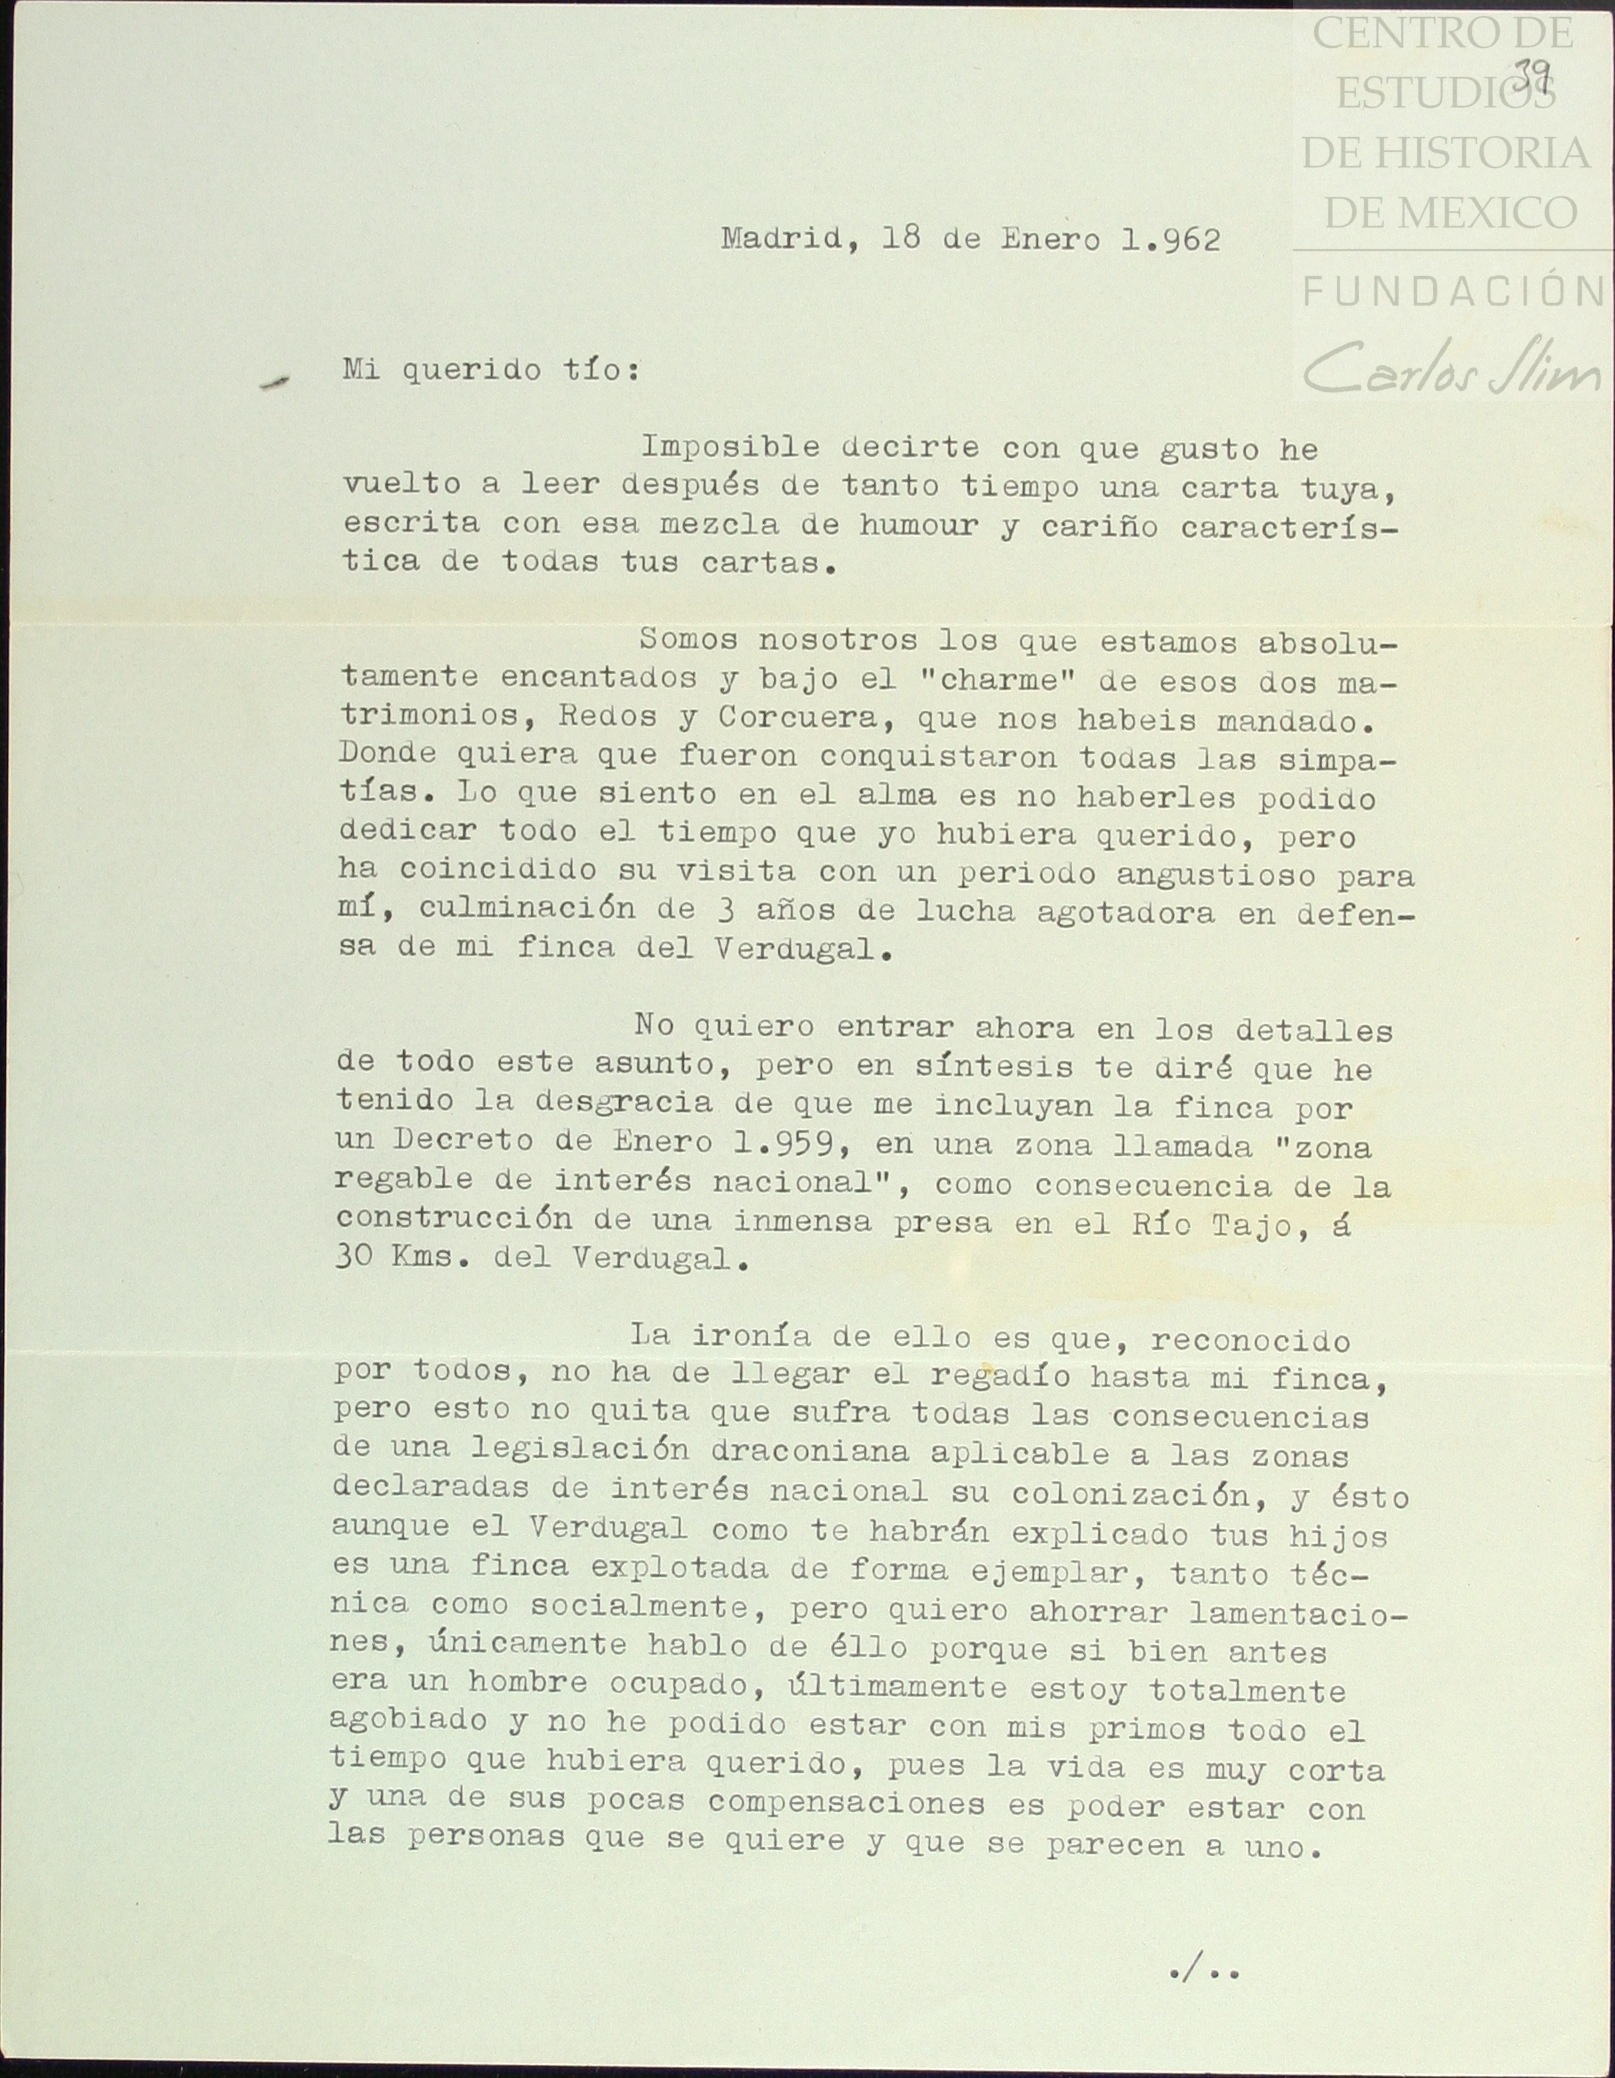 CENTRO DE
ESTUDIOS
DE HISTORIA
DE MEXICO
FUNDACIÓN
Carlos Slim
39
Madrid, 18 de Enero 1.962
Mi querido tío:
Imposible decirte con que gusto he
vuelto a leer después de tanto tiempo una carta tuya,
escrita con esa mezcla de humour y cariño caracterís-
tica de todas tus cartas.
Somos nosotros los que estamos absolu-
tamente encantados y bajo el "charme" de esos dos ma-
trimonios, Redos y Corcuera, que nos habeis mandado.
Donde quiera que fueron conquistaron todas las simpa-
tías. Lo que siento en el alma es no haberles podido
dedicar todo el tiempo que yo hubiera querido, pero
ha coincidido su visita con un periodo angustioso para
mí, culminación de 3 años de lucha agotadora en defen-
sa de mi finca del Verdugal.
No quiero entrar ahora en los detalles
de todo este asunto, pero en síntesis te diré que he
tenido la desgracia de que me incluyan la finca por
un Decreto de Enero 1.959, en una zona llamada "zona
regable de interés nacional", como consecuencia de la
construcción de una inmensa presa en el Río Tajo, á
30 Kms. del Verdugal.
La ironía de ello es que, reconocido
por todos, no ha de llegar el regadío hasta mi finca,
pero esto no quita que sufra todas las consecuencias
de una legislación draconiana aplicable a las zonas
declaradas de interés nacional su colonización, y ésto
aunque el Verdugal como te habrán explicado tus hijos
es una finca explotada de forma ejemplar, tanto téc-
nica como socialmente, pero quiero ahorrar lamentacio-
nes, únicamente hablo de éllo porque si bien antes
era un hombre ocupado, últimamente estoy totalmente
agobiado y no he podido estar con mis primos todo el
tiempo que hubiera querido, pues la vida es muy corta
y una de sus pocas compensaciones es poder estar con
las personas que se quiere y que se parecen a uno.
./..